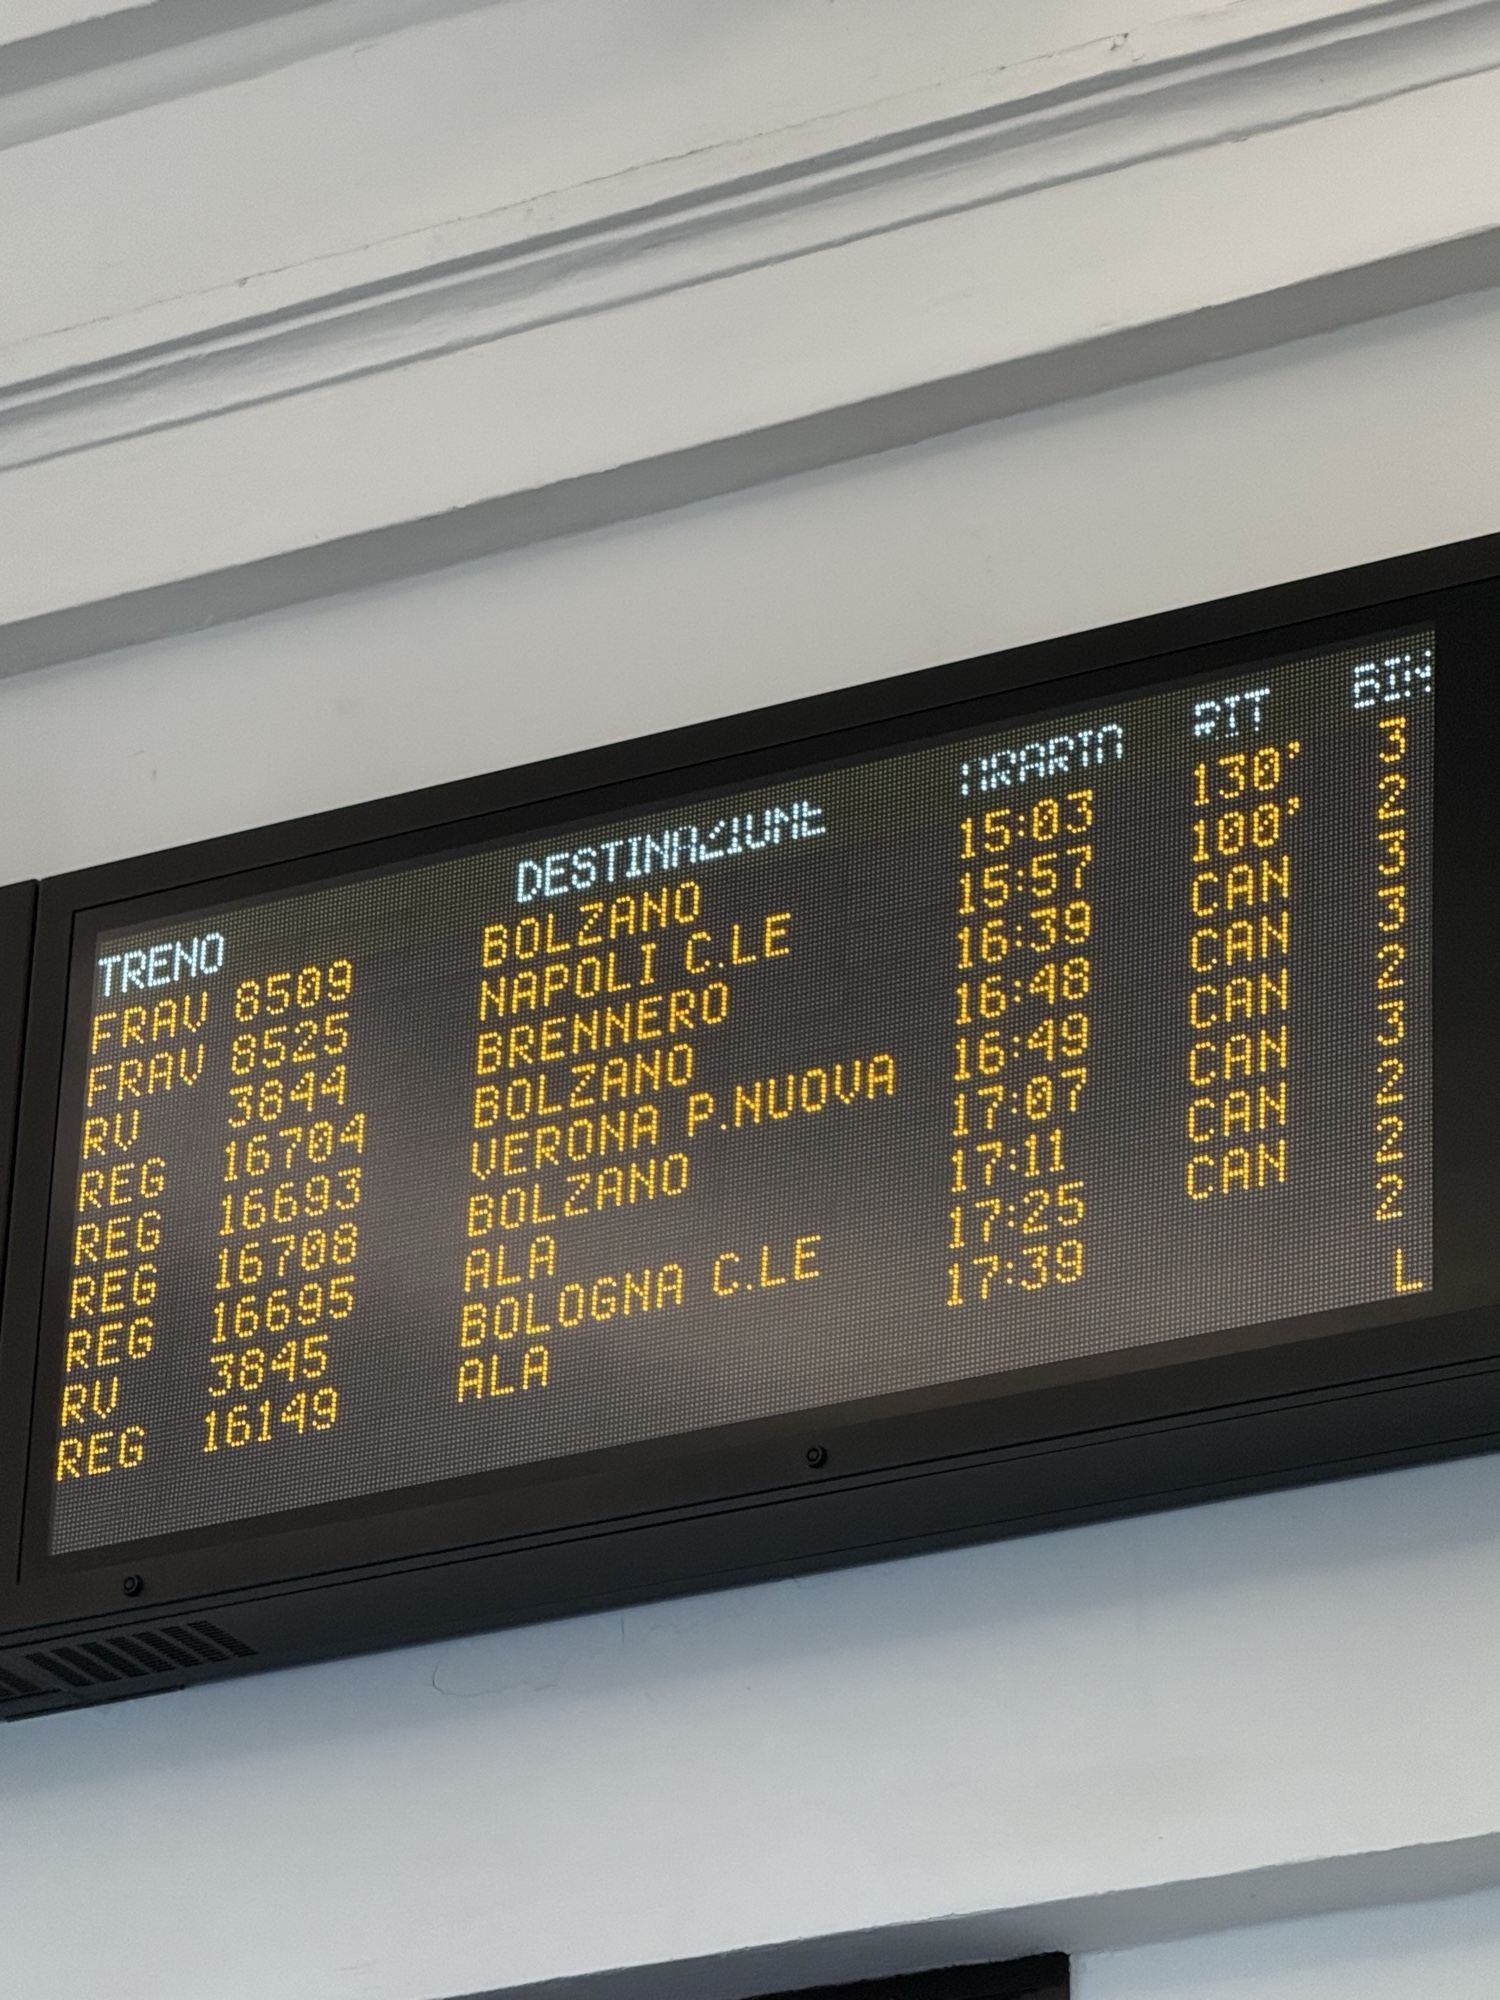 TRENO DESTINAZIONE ORARIO RIT BIN
FRAV 8509 BOLZANO 15:03 130' 3
FRAV 8525 NAPOLI C.LE 15:57 100' 2
RV 3844 BRENNERO 16:39 CAN 3
REG 16704 BOLZANO 16:48 CAN 3
REG 16693 VERONA P.NUOVA 16:49 CAN 2
REG 16708 BOLZANO 17:07 CAN 3
REG 16695 ALA 17:11 CAN 2
RV 3845 BOLOGNA C.LE 17:25 CAN 2
REG 16149 ALA 17:39 2
L